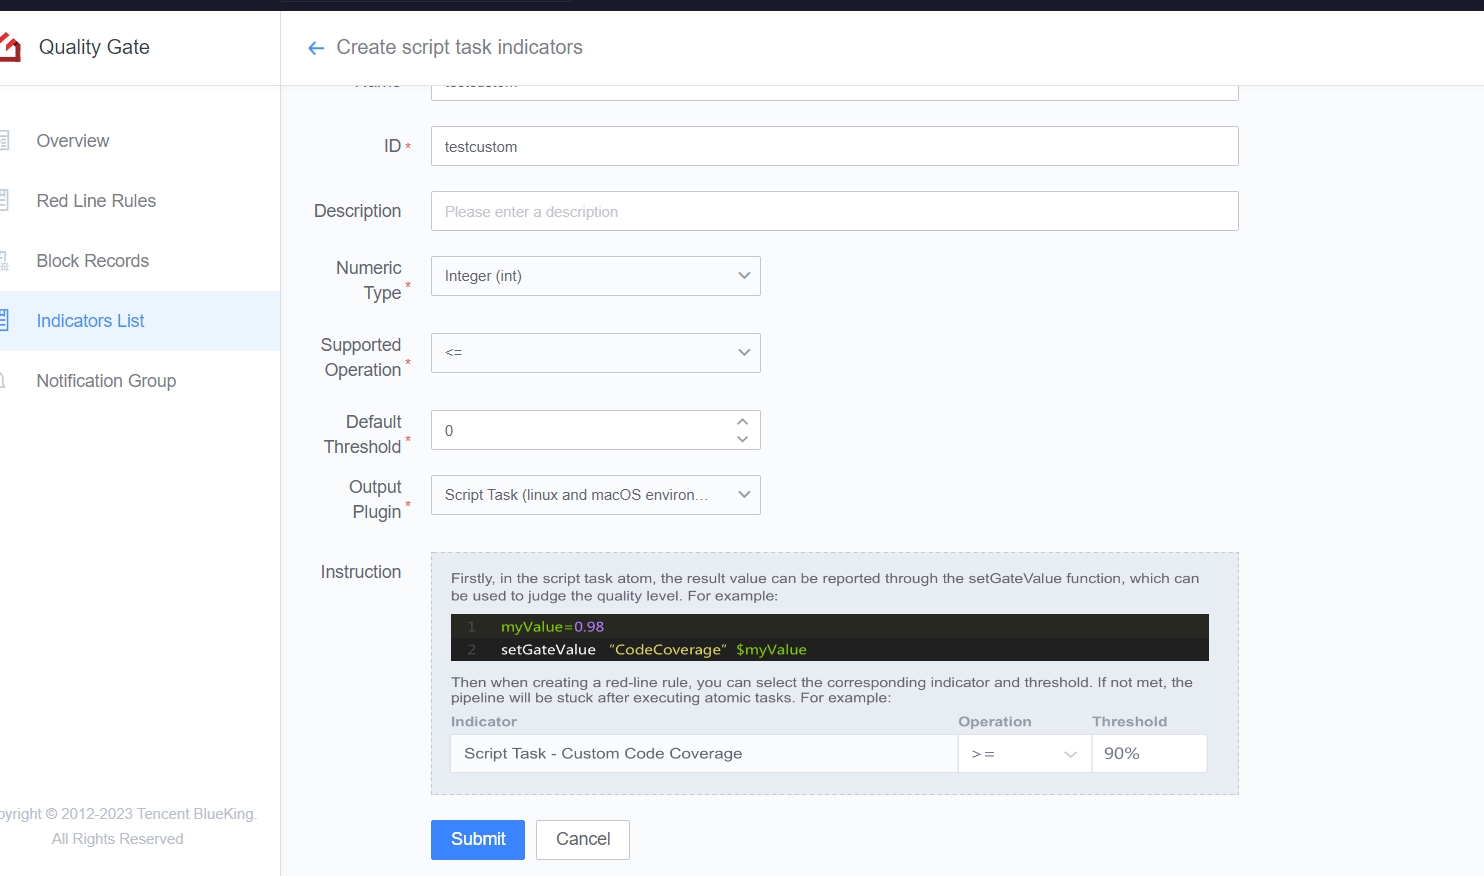 Quality Gate
Create script task indicators
Overview
Red Line Rules
Block Records
Indicators List
Notification Group
ID *
testcustom
Description
Please enter a description
Numeric
Type *
Integer (int)
Supported
Operation *
<=
Default
Threshold *
0
Output
Plugin *
Script Task (linux and macOS environ...
Instruction
Firstly, in the script task atom, the result value can be reported through the setGateValue function, which can
be used to judge the quality level. For example:
1 myValue=0.98
2 setGateValue "CodeCoverage" $myValue
Then when creating a red-line rule, you can select the corresponding indicator and threshold. If not met, the
pipeline will be stuck after executing atomic tasks. For example:
Indicator Operation Threshold
Script Task - Custom Code Coverage >= 90%
Submit Cancel
pyright © 2012-2023 Tencent BlueKing.
All Rights Reserved